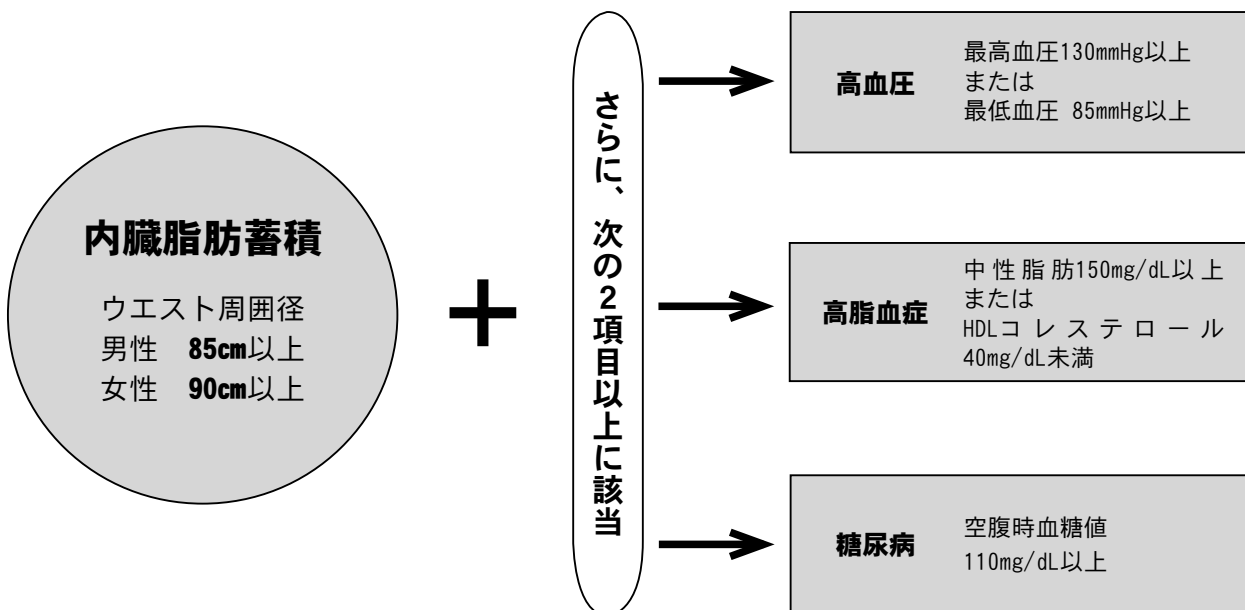 内臓脂肪蓄積
ウエスト周囲径
男性　85cm以上
女性　90cm以上
＋
さらに、次の2項目以上に該当
高血圧
最高血圧130mmHg以上
または
最低血圧 85mmHg以上
高脂血症
中性脂肪150mg/dL以上
または
HDLコレステロール
40mg/dL未満
糖尿病
空腹時血糖値
110mg/dL以上